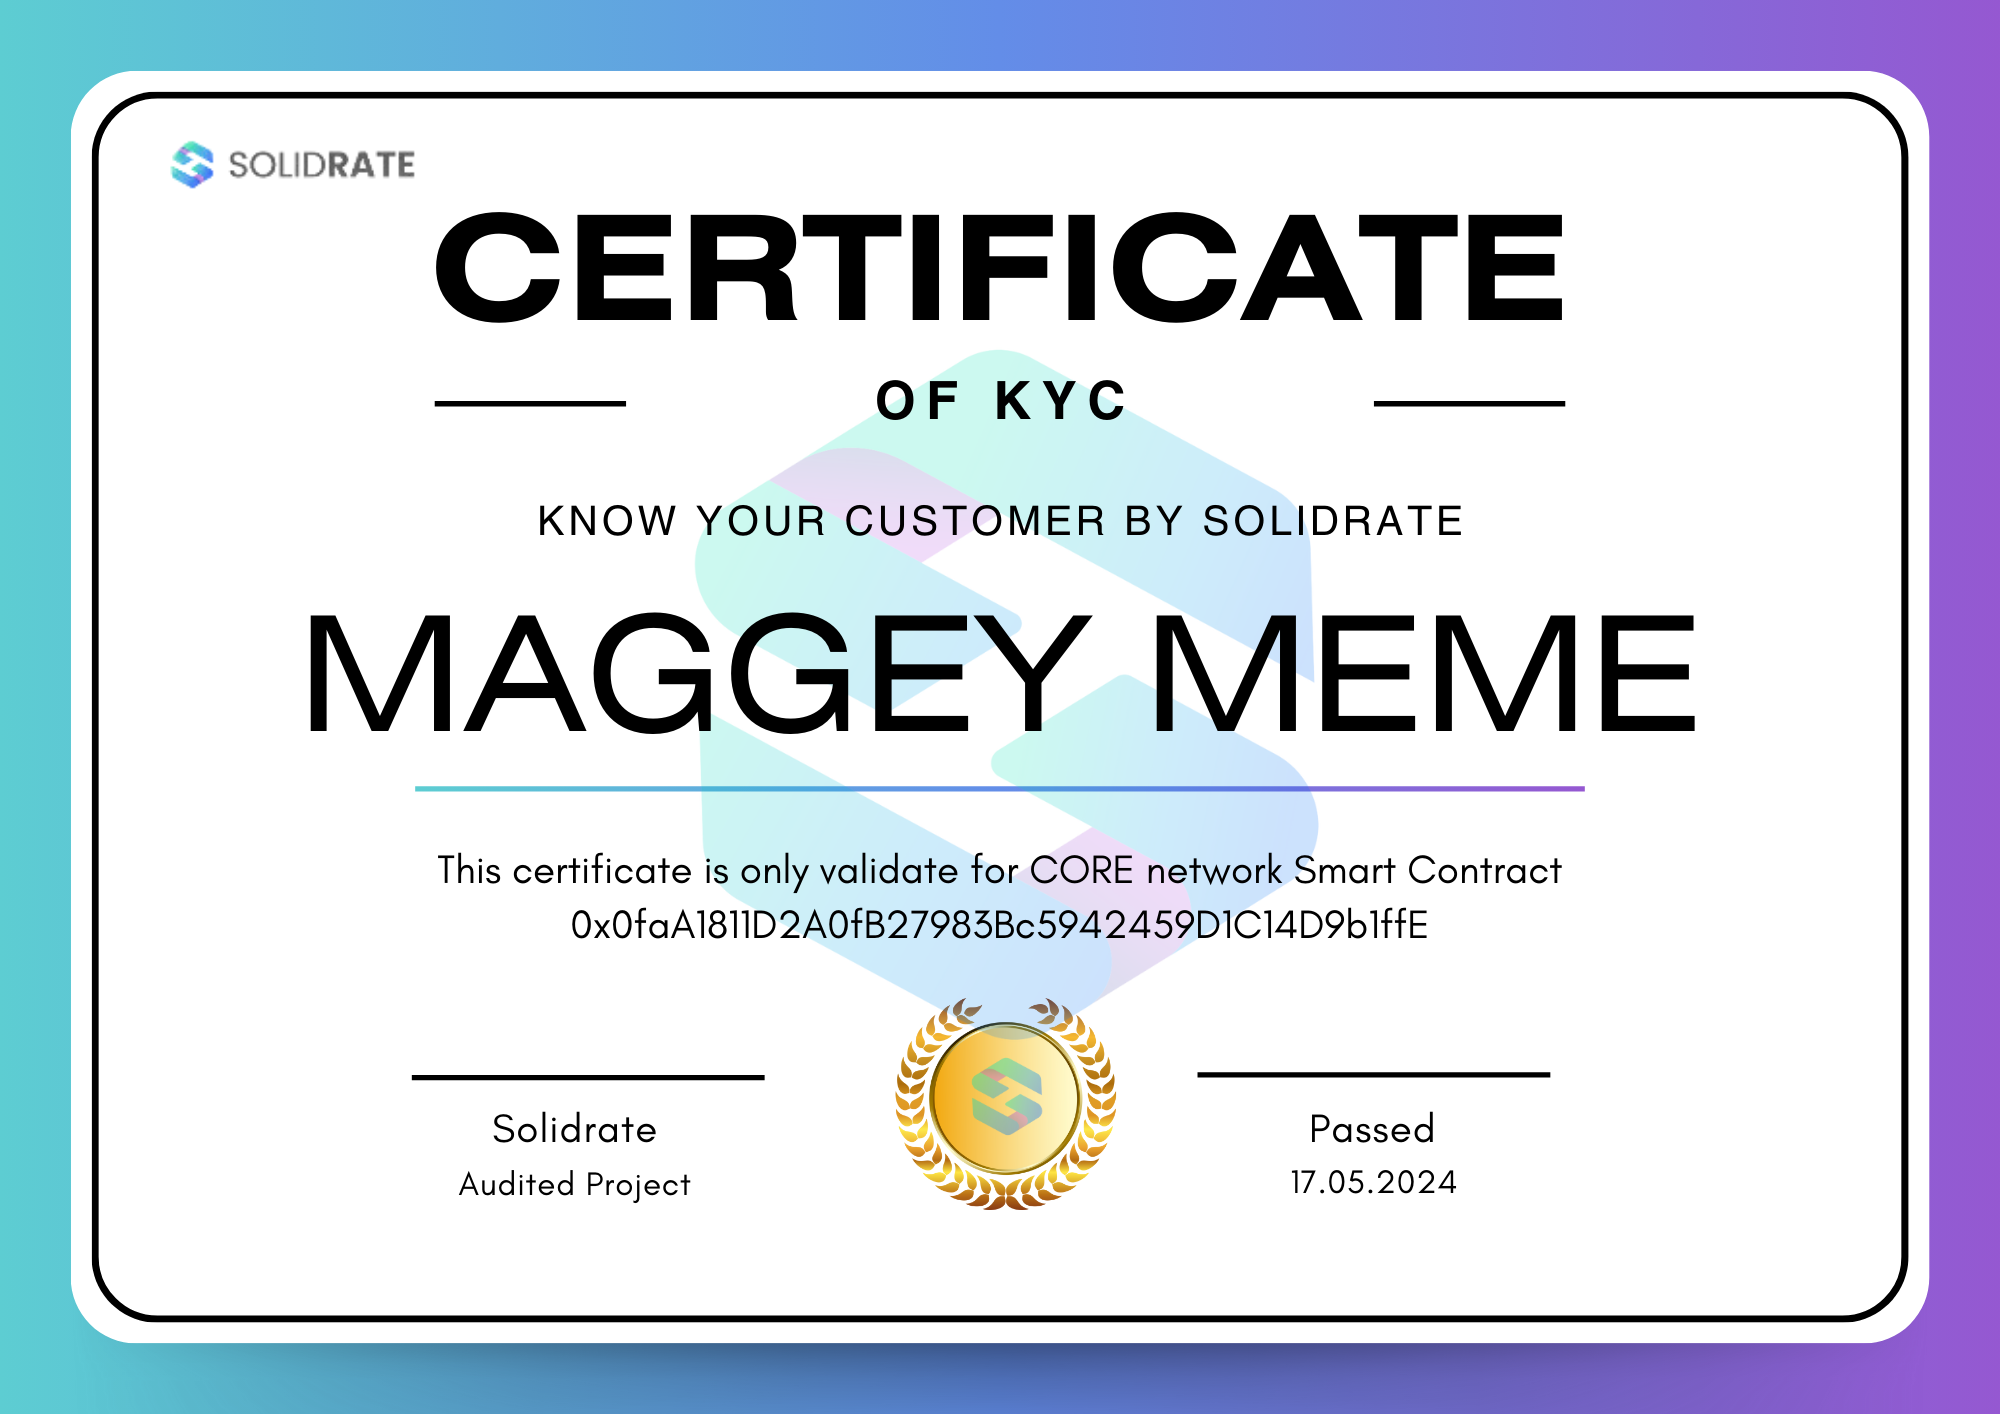 SOLIDRATE
CERTIFICATE
OF KYC
KNOW YOUR CUSTOMER BY SOLIDRATE
MAGGEY MEME
This certificate is only validate for CORE network Smart Contract
0x0faA1811D2A0fB27983Bc5942459D1C14D9b1ffE
Solidrate
Audited Project
Passed
17.05.2024